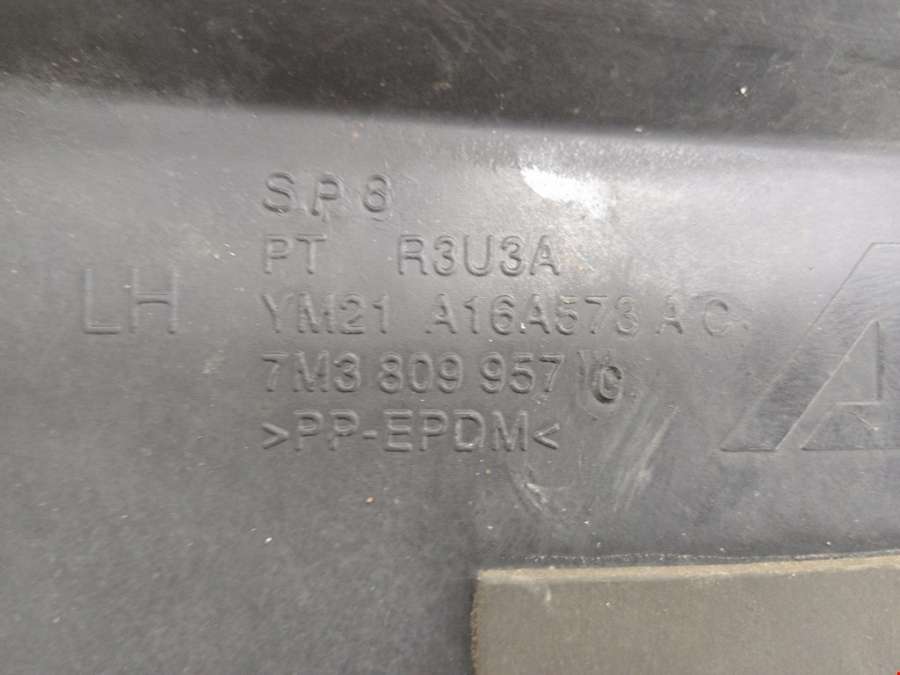 S.P 8
PT R3U3A
LH
YM21 A16A573 AC
7M3 809 957 C
>PP-EPDM<
A